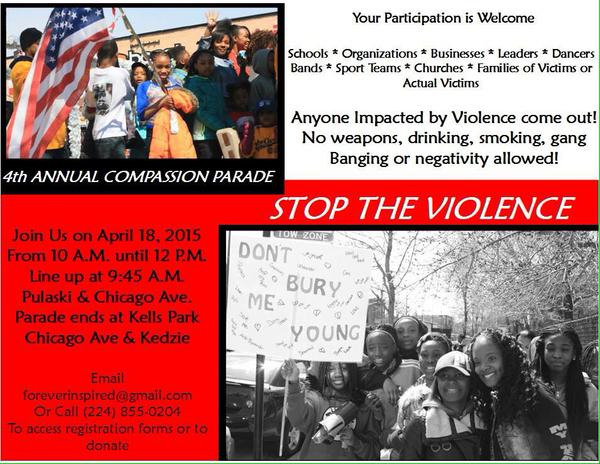 Your Participation is Welcome
Schools * Organizations * Businesses * Leaders * Dancers
Bands * Sport Teams * Churches * Families of Victims or
Actual Victims
Anyone Impacted by Violence come out!
No weapons, drinking, smoking, gang
Banging or negativity allowed!
4th ANNUAL COMPASSION PARADE
STOP THE VIOLENCE
Join Us on April 18, 2015
From 10 A.M. until 12 P.M.
Line up at 9:45 A.M.
Pulaski & Chicago Ave.
Parade ends at Kells Park
Chicago Ave & Kedzie
Email
foreverinspired@gmail.com
Or Call (224) 855-0204
To access registration forms or to
donate
TOW ZONE
DON'T
BURY
ME
YOUNG